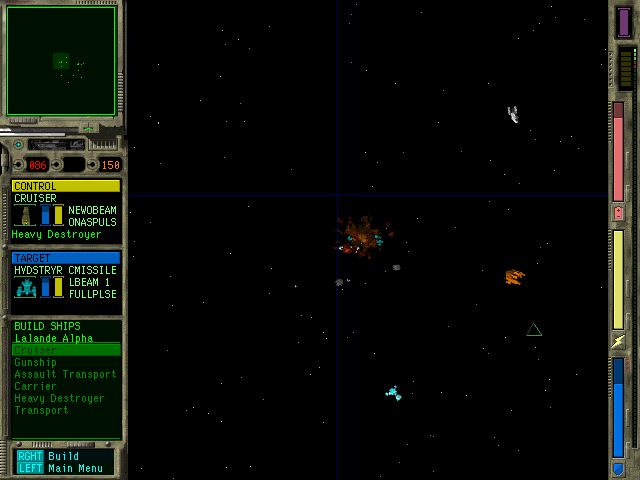 086 150
CONTROL
CRUISER
NEWOBEAM
ONASPULS
Heavy Destroyer
TARGET
HVDSTRYR CMISSILE
LBEAM 1
FULLPLSE
BUILD SHIPS
Lalande Alpha
Cruiser
Gunship
Assault Transport
Carrier
Heavy Destroyer
Transport
RGHT Build
LEFT Main Menu